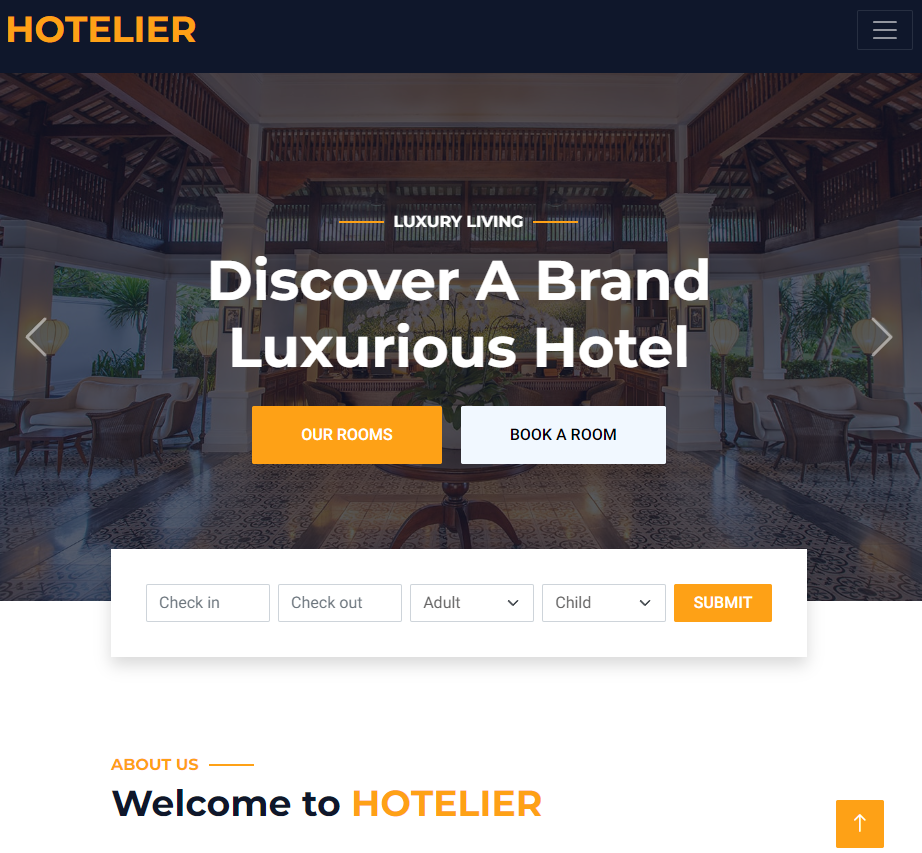 HOTELIER
LUXURY LIVING
Discover A Brand
Luxurious Hotel
OUR ROOMS
BOOK A ROOM
Check in
Check out
Adult
Child
SUBMIT
ABOUT US
Welcome to HOTELIER